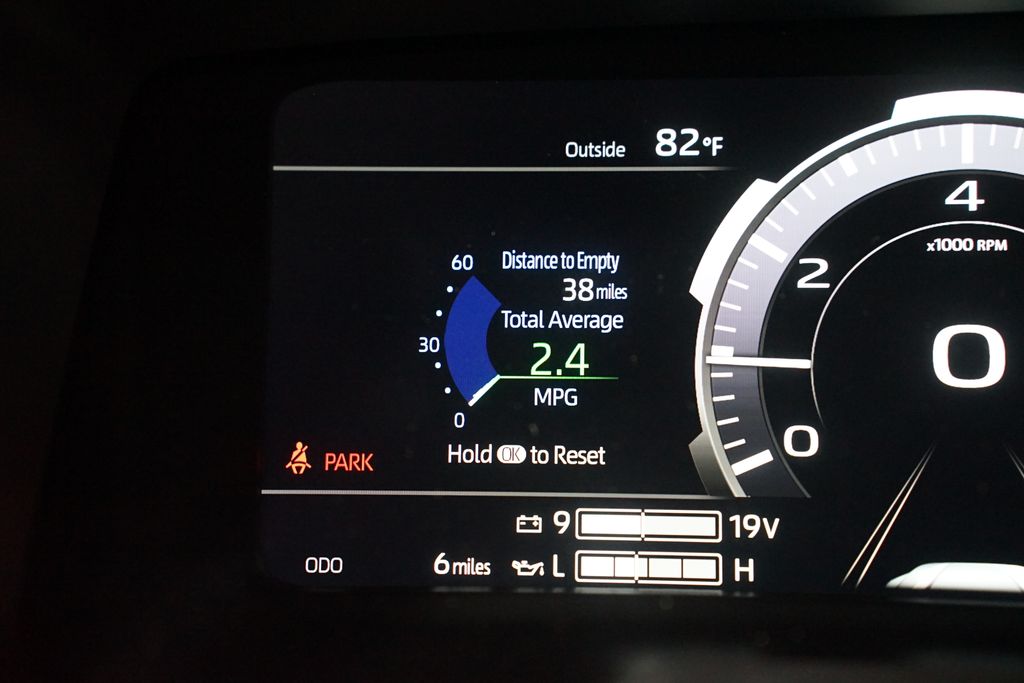 Outside 82°F
4
x1000 RPM
2
0
0
60
30
0
Distance to Empty
38 miles
Total Average
2.4
MPG
Hold OK to Reset
PARK
9 19V
ODO 6 miles L H